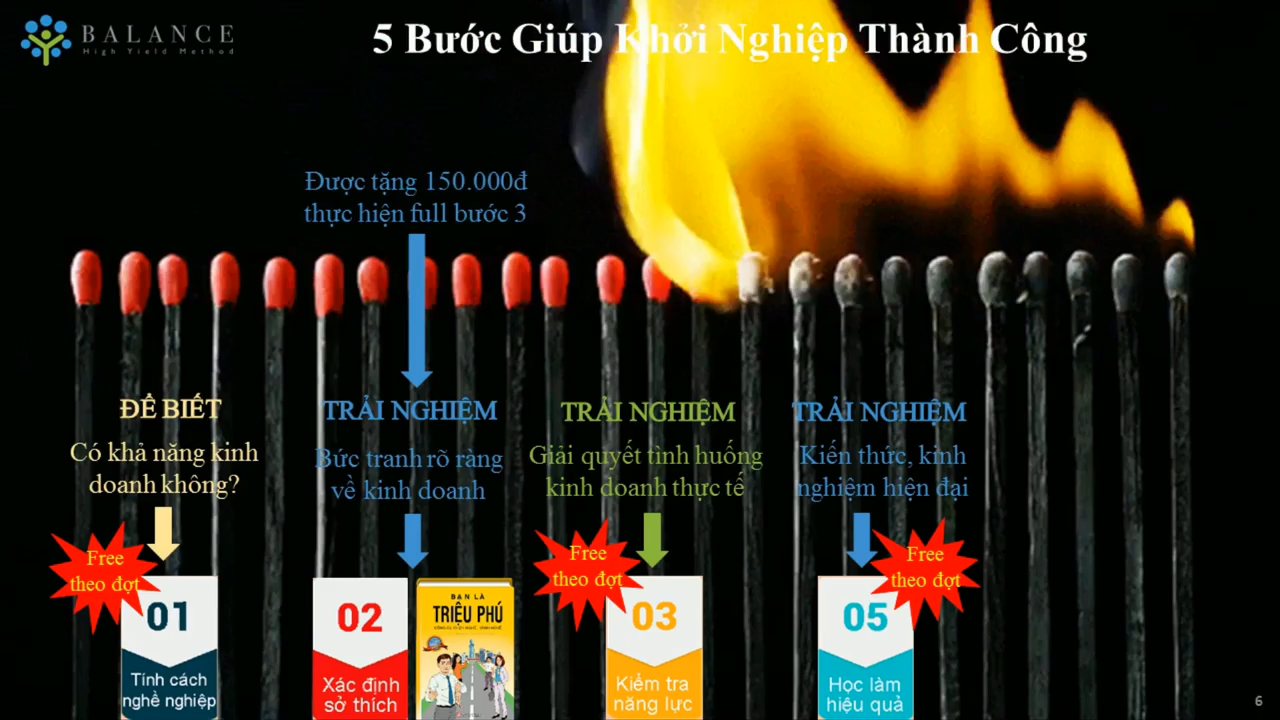 BALANCE
High Yield Method
5 Bước Giúp Khởi Nghiệp Thành Công
Được tặng 150.000đ
thực hiện full bước 3
ĐỂ BIẾT
Có khả năng kinh
doanh không?
TRẢI NGHIỆM
Bức tranh rõ ràng
về kinh doanh
TRẢI NGHIỆM
Giải quyết tình huống
kinh doanh thực tế
TRẢI NGHIỆM
Kiến thức, kinh
nghiệm hiện đại
Free
theo đợt
01
Tính cách
nghề nghiệp
02
Xác định
sở thích
BẠN LÀ
TRIỆU PHÚ
Free
theo đợt
03
Kiểm tra
năng lực
Free
theo đợt
05
Học làm
hiệu quả
6